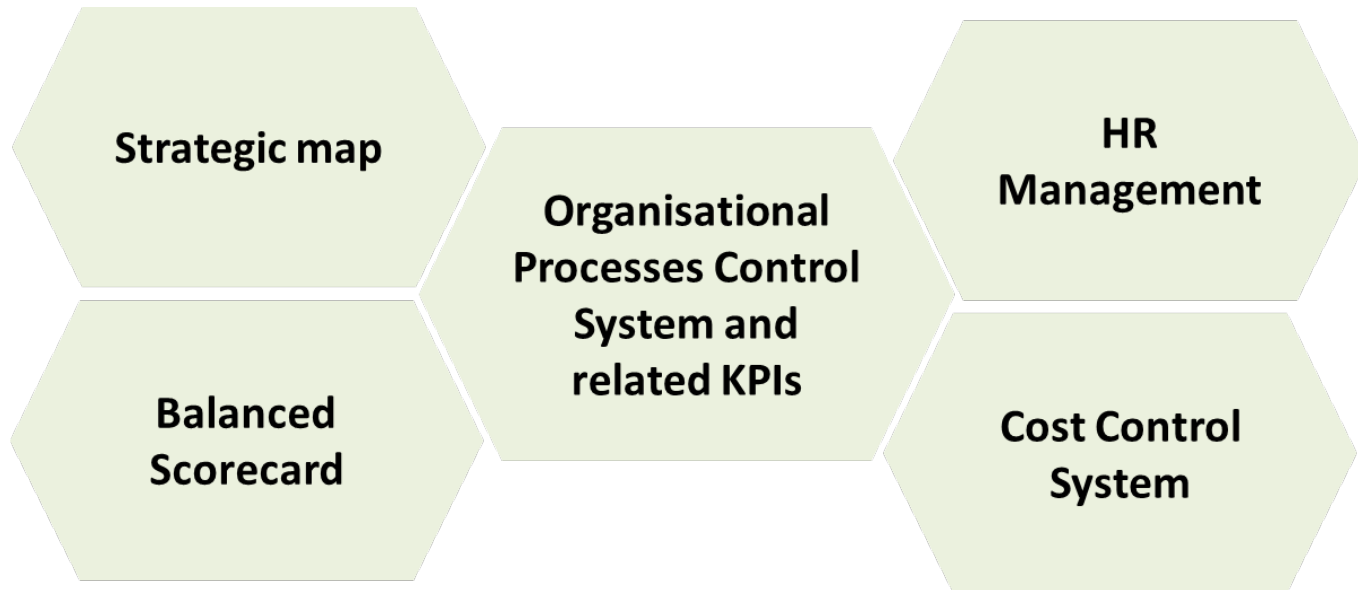 Strategic map
Balanced
Scorecard
Organisational
Processes Control
System and
related KPIs
HR
Management
Cost Control
System